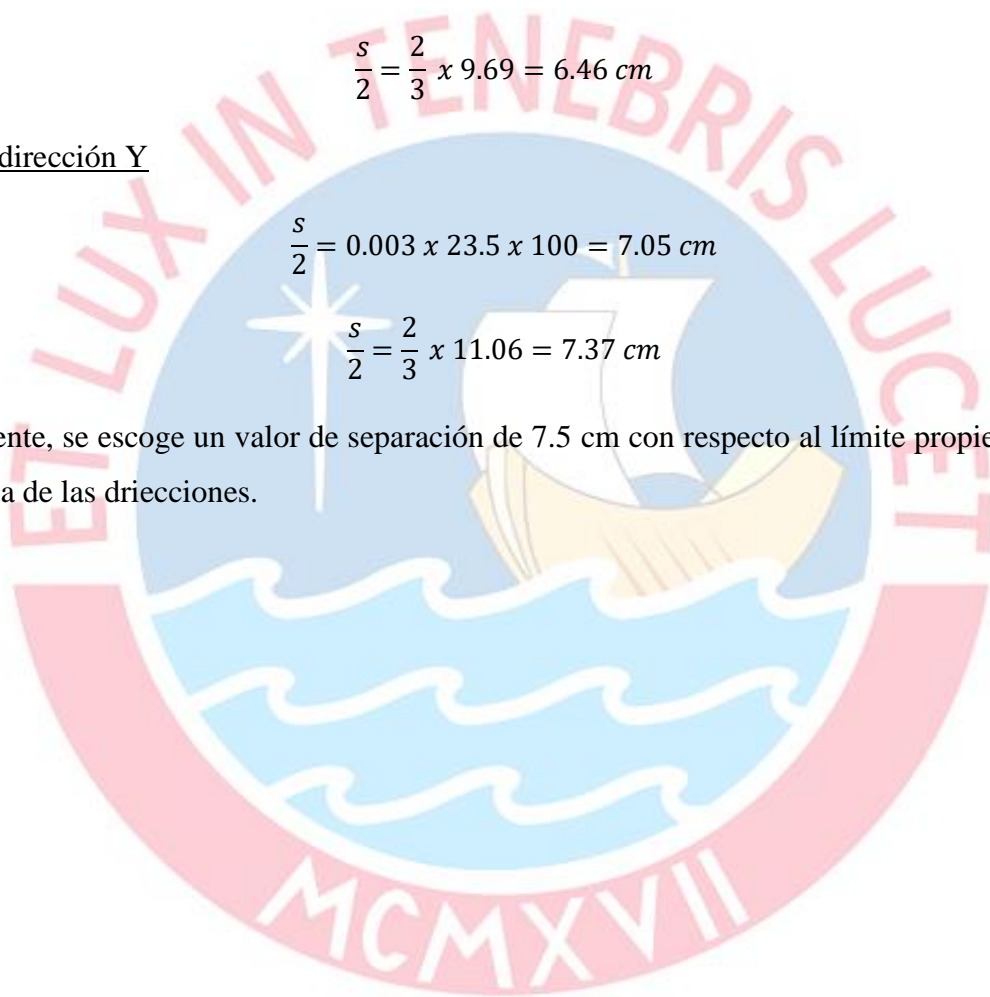 s/2 = 2/3 x 9.69 = 6.46 cm
dirección Y
s/2 = 0.003 x 23.5 x 100 = 7.05 cm
s/2 = 2/3 x 11.06 = 7.37 cm
ente, se escoge un valor de separación de 7.5 cm con respecto al límite propie
a de las driecciones.
ET LUX IN TENEBRIS LUCET
MCMXVII